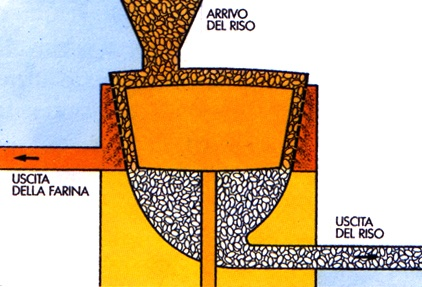 ARRIVO
DEL RISO
USCITA
DELLA FARINA
USCITA
DEL RISO